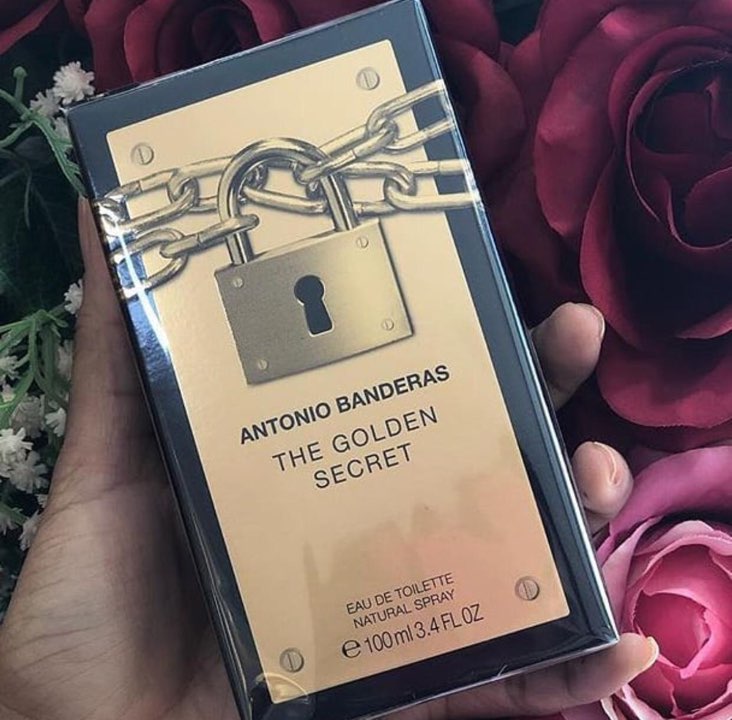 ANTONIO BANDERAS
THE GOLDEN
SECRET
EAU DE TOILETTE
NATURAL SPRAY
℮ 100ml 3.4 FL.OZ